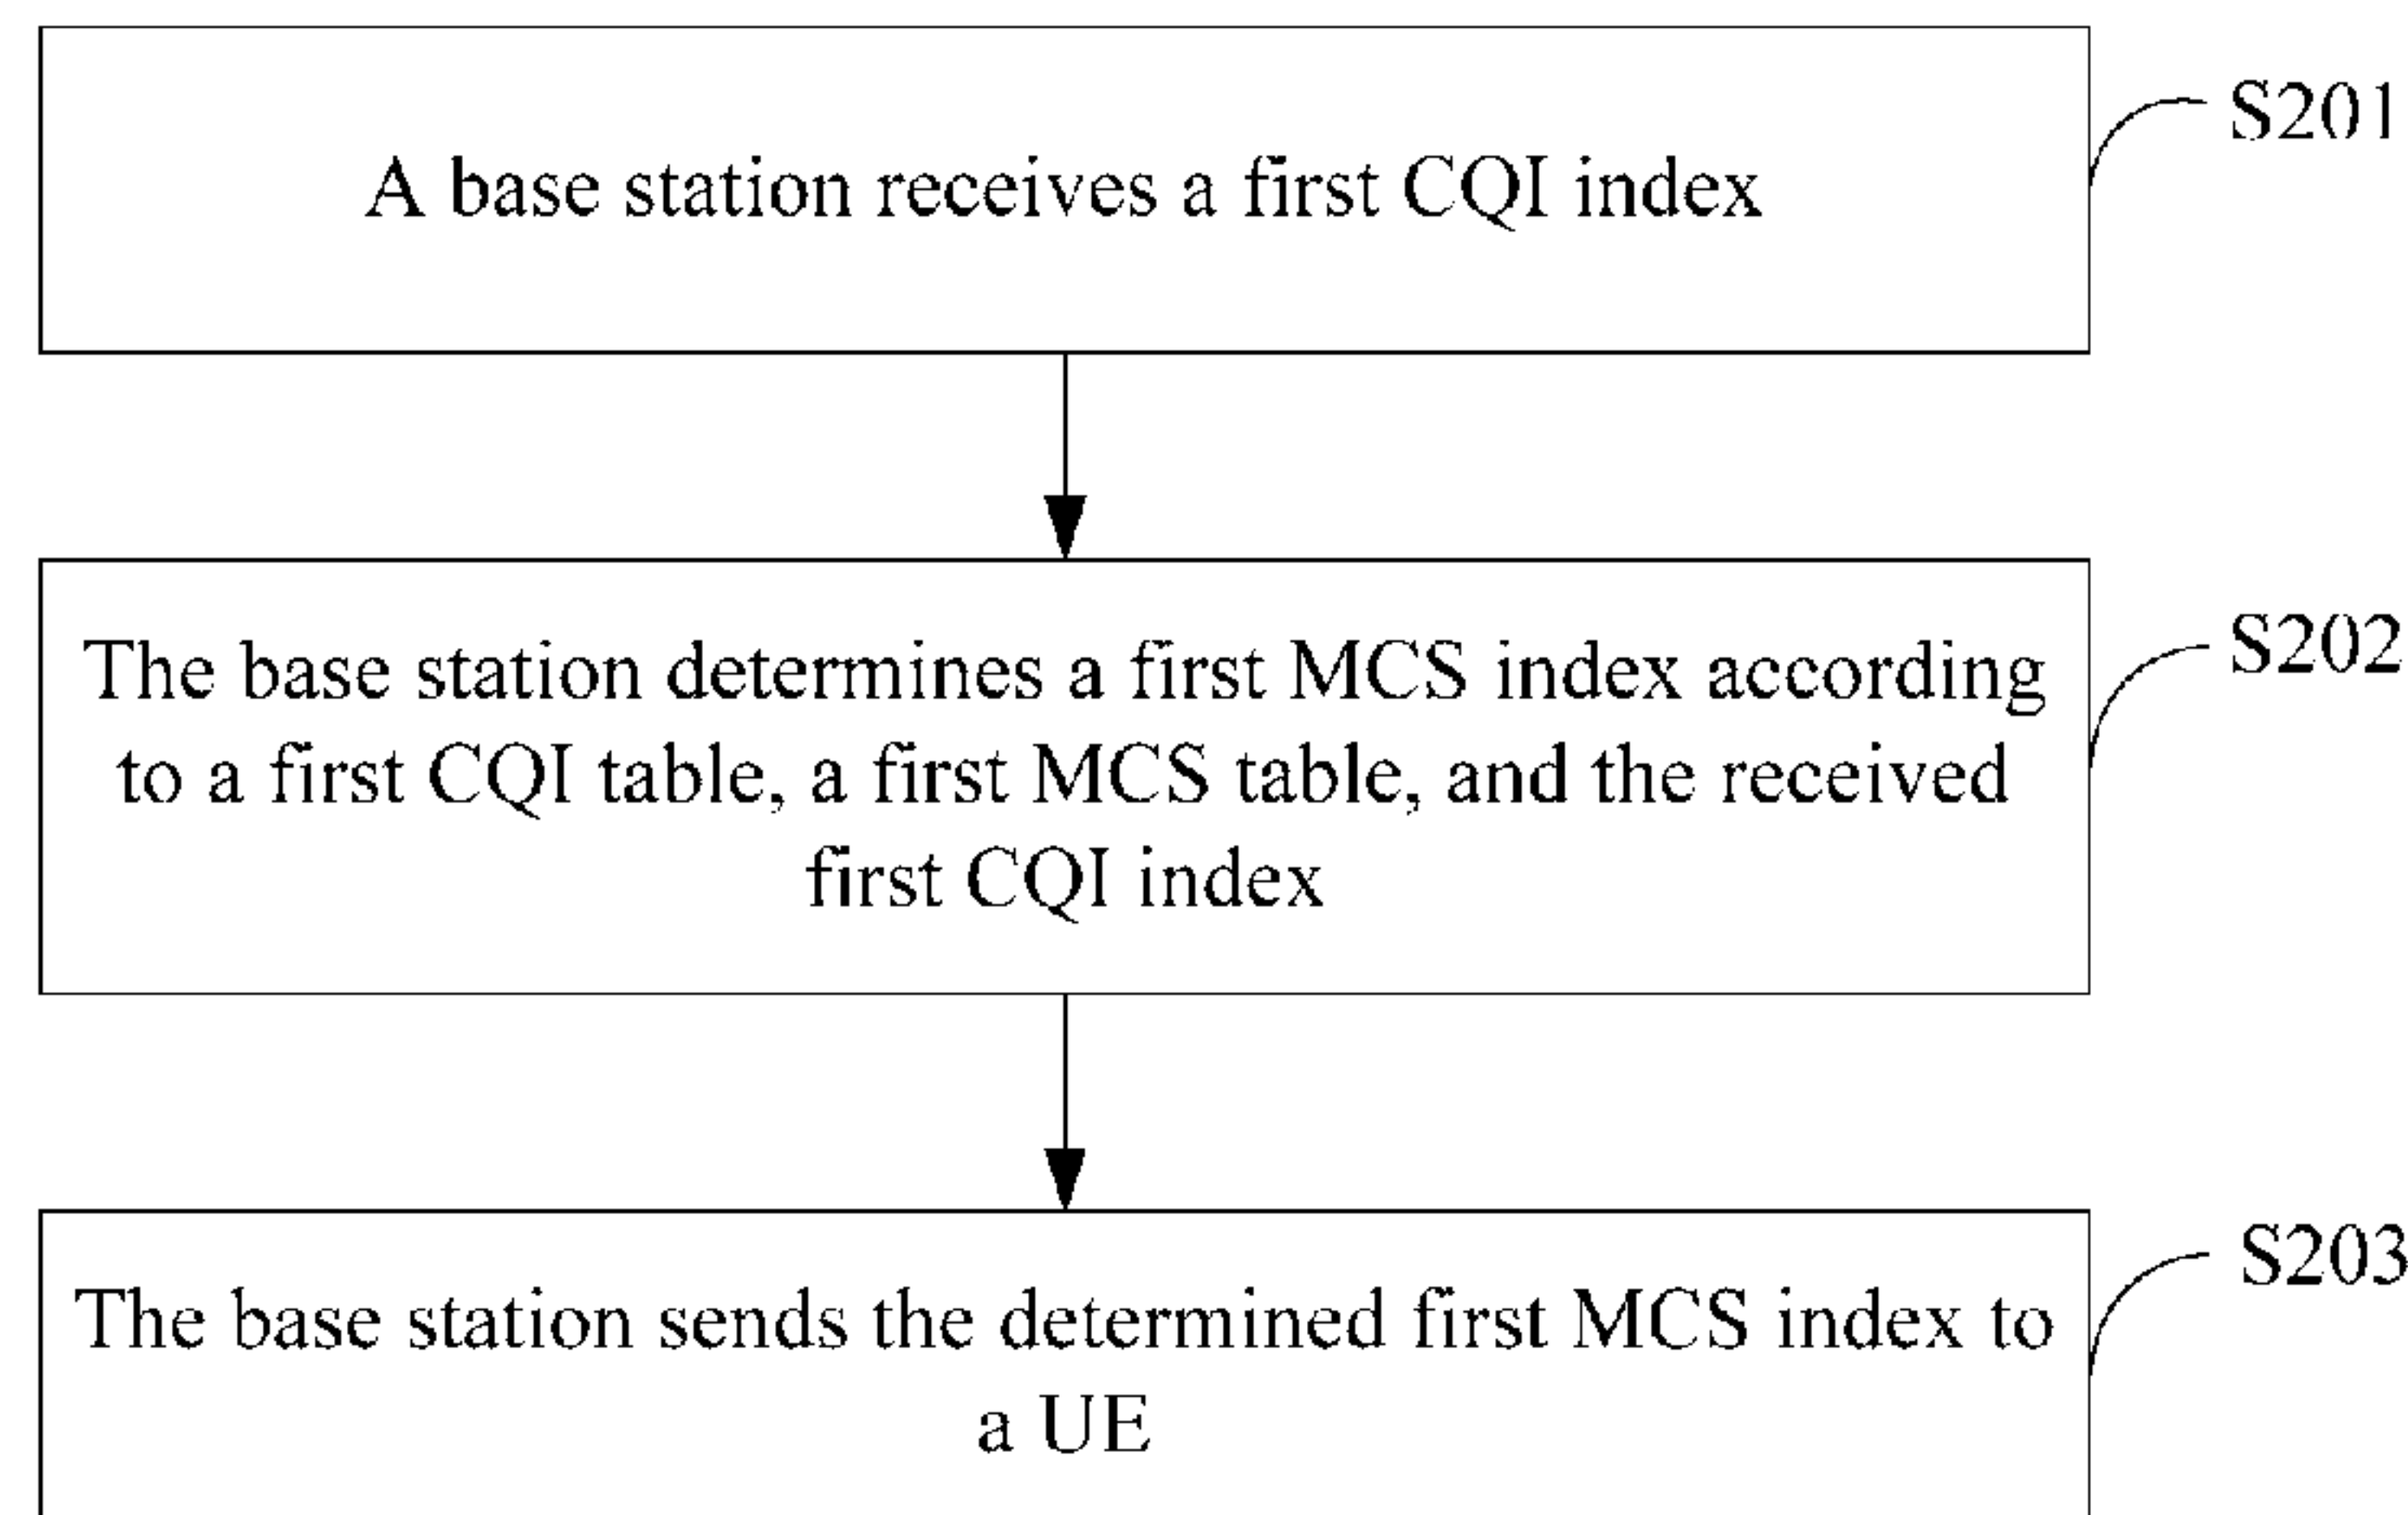 A base station receives a first CQI index
S201
The base station determines a first MCS index according
to a first CQI table, a first MCS table, and the received
first CQI index
S202
The base station sends the determined first MCS index to
a UE
S203